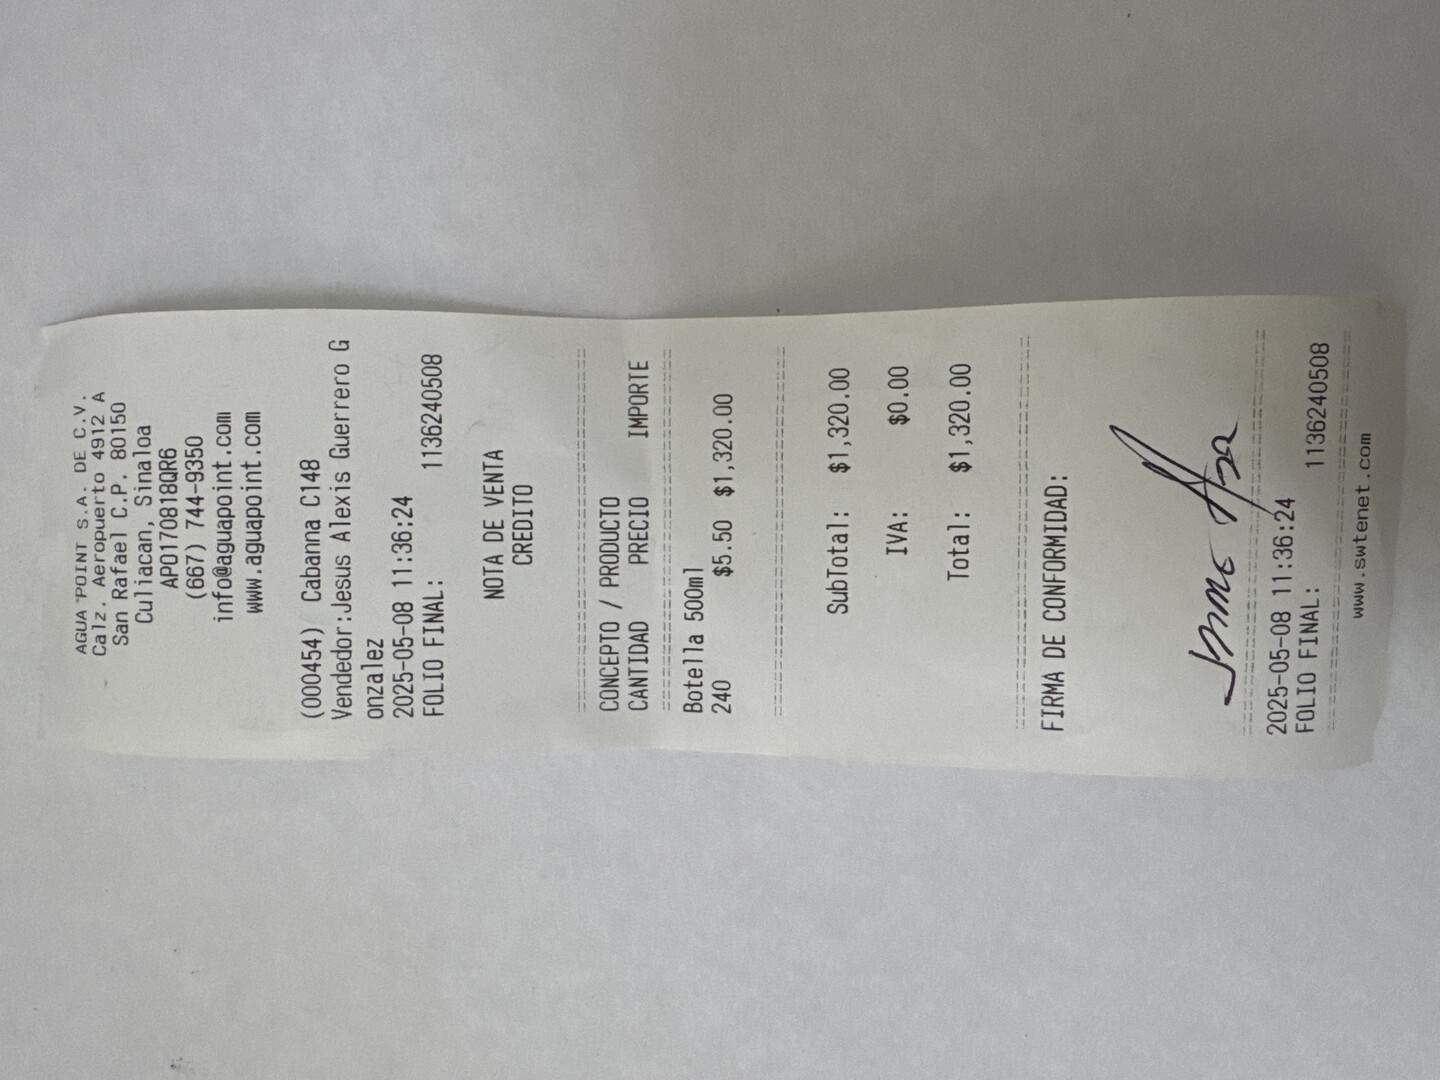 AGUA POINT S.A. DE C.V.
Calz. Aeropuerto 4912 A
San Rafael C.P. 80150
Culiacan, Sinaloa
APO170818QR6
(667) 744-9350
info@aguapoint.com
www.aguapoint.com
(000454) / Cabanna C148
Vendedor:Jesus Alexis Guerrero G
onzalez
2025-05-08 11:36:24
FOLIO FINAL: 1136240508
NOTA DE VENTA
CREDITO
CONCEPTO / PRODUCTO
CANTIDAD PRECIO IMPORTE
Botella 500ml
240 $5.50 $1,320.00
SubTotal: $1,320.00
IVA: $0.00
Total: $1,320.00
FIRMA DE CONFORMIDAD:
2025-05-08 11:36:24
FOLIO FINAL: 1136240508
www.swtenet.com